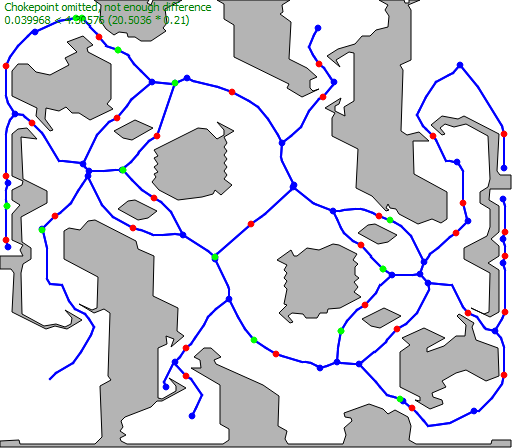 Chokepoint omitted, not enough difference
0.039968 < 4.30576 (20.5036 * 0.21)